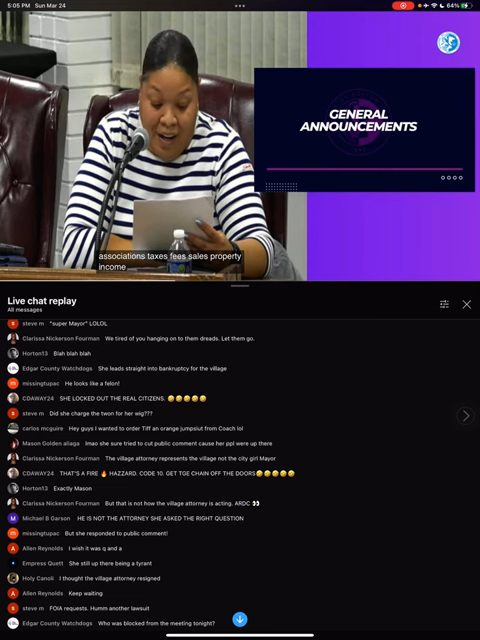 5:05 PM Sun Mar 24
64%
GENERAL
ANNOUNCEMENTS
associations taxes fees sales property
income
Live chat replay
All messages
steve m "super Mayor" LOLOL
Clarissa Nickerson Fourman We tired of you hanging on to them dreads. Let them go.
Horton13 Blah blah blah
Edgar County Watchdogs She leads straight into bankruptcy for the village
missingtupac He looks like a felon!
CDAWAY24 SHE LOCKED OUT THE REAL CITIZENS. 🤣🤣🤣🤣🤣
steve m Did she charge the twon for her wig???
carlos mcguire Hey guys I wanted to order Tiff an orange jumpsiut from Coach lol
Mason Golden aliaga lmao she sure tried to cut public comment cause her ppl were up there
Clarissa Nickerson Fourman The village attorney represents the village not the city girl Mayor
CDAWAY24 THAT'S A FIRE 🔥 HAZZARD. CODE 10. GET TGE CHAIN OFF THE DOORS🤣🤣🤣🤣🤣
Horton13 Exactly Mason
Clarissa Nickerson Fourman But that is not how the village attorney is acting. ARDC 👀
M Michael B Garson HE IS NOT THE ATTORNEY SHE ASKED THE RIGHT QUESTION
missingtupac But she responded to public comment!
A Allen Reynolds I wish it was q and a
Empress Quett She still up there being a tyrant
Holy Canoli I thought the village attorney resigned
A Allen Reynolds Keep waiting
steve m FOIA requests. Humm another lawsuit
Edgar County Watchdogs Who was blocked from the meeting tonight?